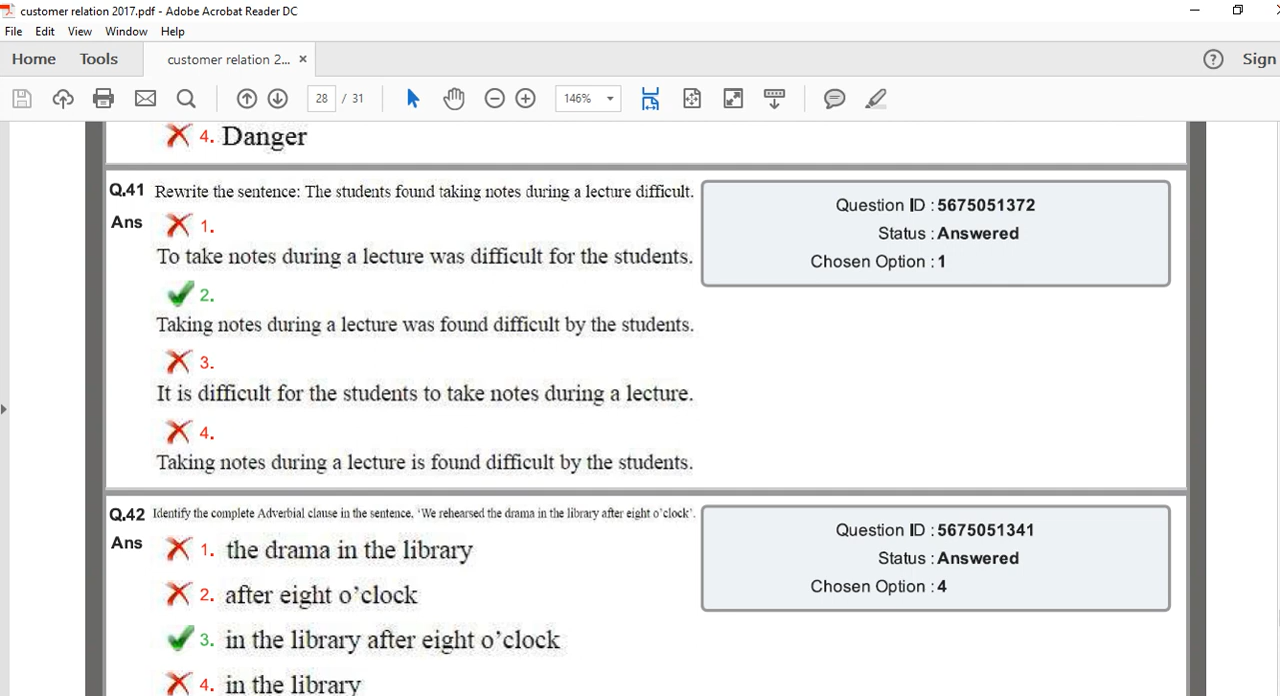 customer relation 2017.pdf - Adobe Acrobat Reader DC
File Edit View Window Help
Home Tools customer relation 2... × ? Sign
28 / 31 146%
4. Danger
Q.41 Rewrite the sentence: The students found taking notes during a lecture difficult.
Question ID : 5675051372
Status : Answered
Chosen Option : 1
Ans 1.
To take notes during a lecture was difficult for the students.
2.
Taking notes during a lecture was found difficult by the students.
3.
It is difficult for the students to take notes during a lecture.
4.
Taking notes during a lecture is found difficult by the students.
Q.42 Identify the complete Adverbial clause in the sentence. 'We rehearsed the drama in the library after eight o'clock'.
Question ID : 5675051341
Status : Answered
Chosen Option : 4
Ans 1. the drama in the library
2. after eight o'clock
3. in the library after eight o'clock
4. in the library